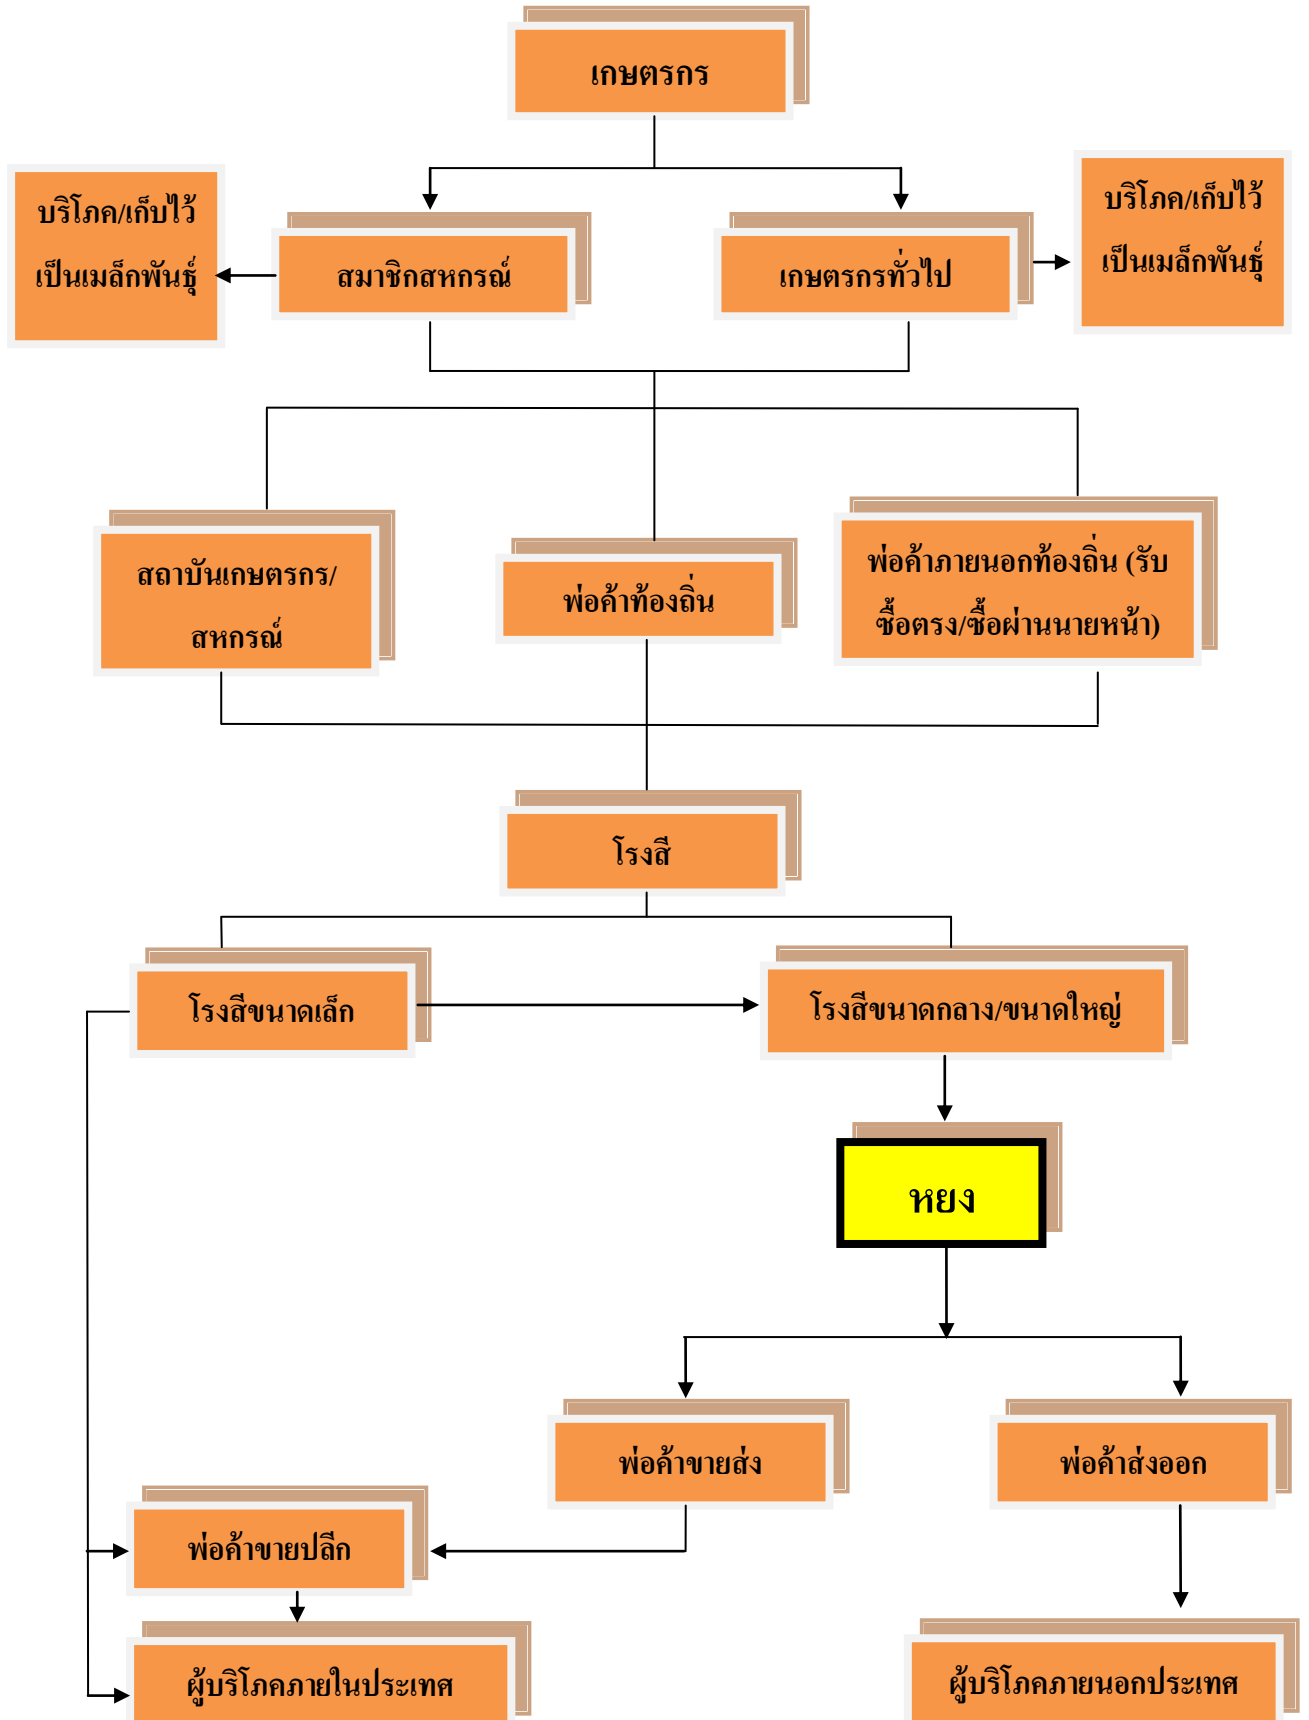 เกษตรกร
บริโภค/เก็บไว้
เป็นเมล็กพันธุ์
สมาชิกสหกรณ์
เกษตรกรทั่วไป
บริโภค/เก็บไว้
เป็นเมล็กพันธุ์
สถาบันเกษตรกร/
สหกรณ์
พ่อค้าท้องถิ่น
พ่อค้าภายนอกท้องถิ่น (รับ
ซื้อตรง/ซื้อผ่านนายหน้า)
โรงสี
โรงสีขนาดเล็ก
โรงสีขนาดกลาง/ขนาดใหญ่
หยง
พ่อค้าขายส่ง
พ่อค้าส่งออก
พ่อค้าขายปลีก
ผู้บริโภคภายในประเทศ
ผู้บริโภคภายนอกประเทศ